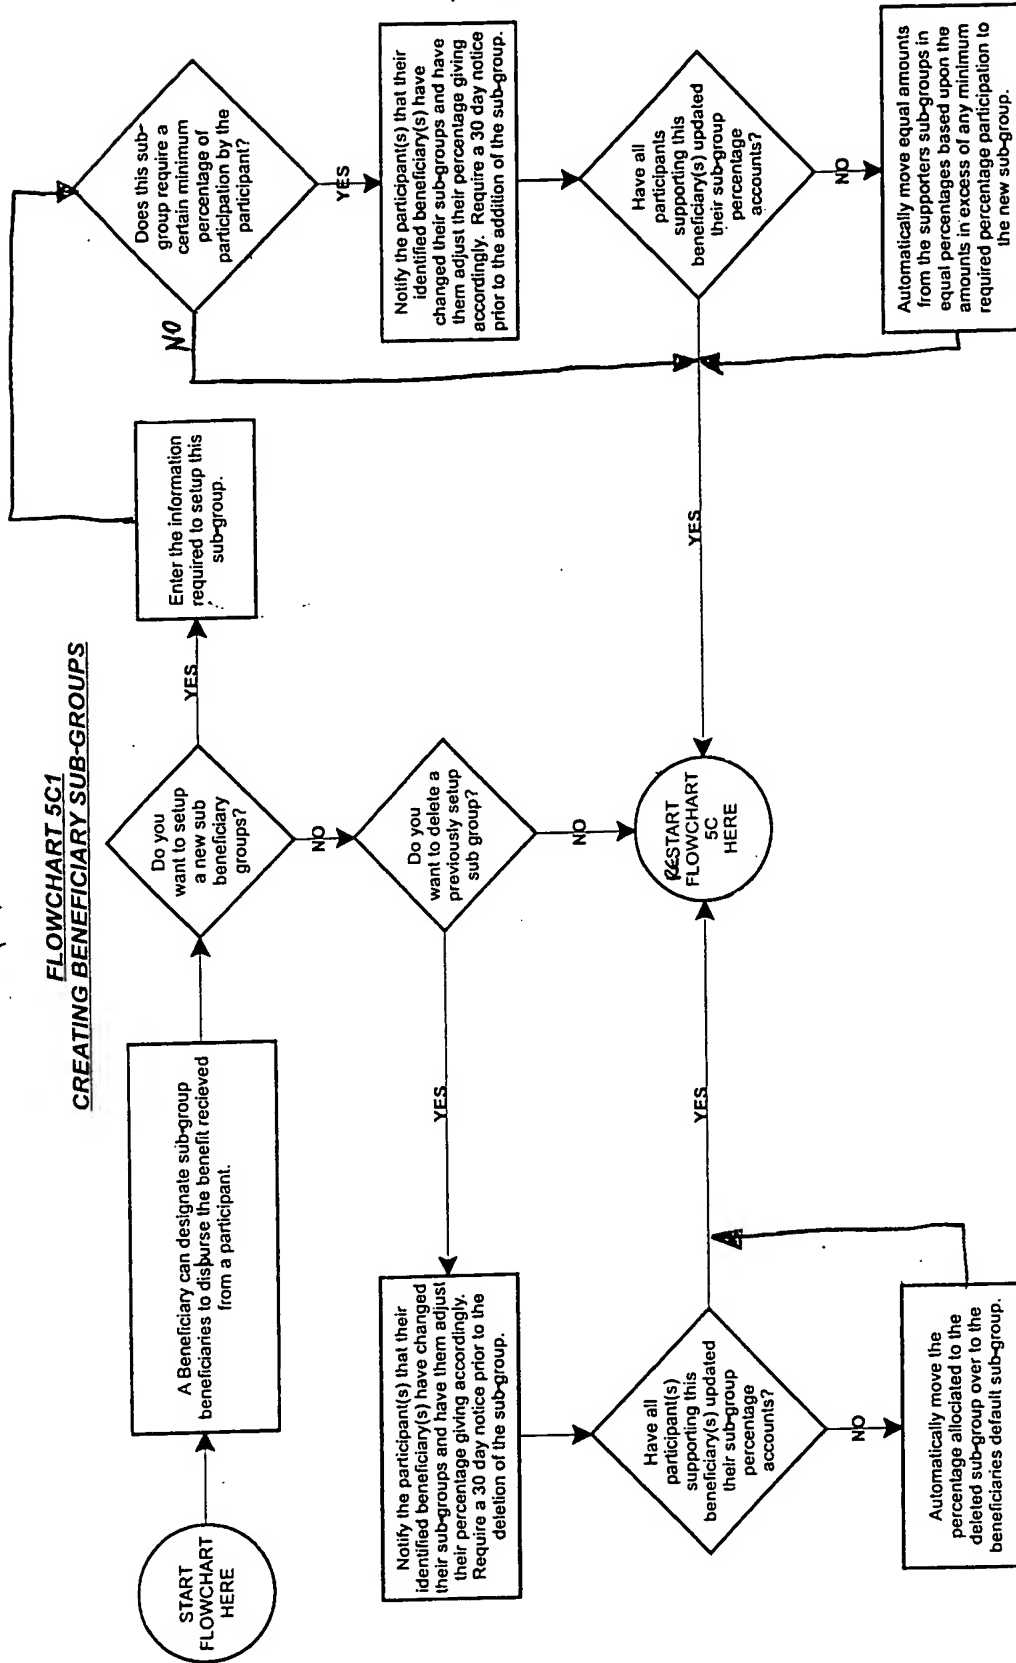 FLOWCHART 5C1
CREATING BENEFICIARY SUB-GROUPS
START
FLOWCHART
HERE
A Beneficiary can designate sub-group
beneficiaries to dispurse the benefit recieved
from a participant.
Do you
want to setup
a new sub
beneficiary
groups?
YES
Enter the information
required to setup this
sub-group.
Does this sub-
group require a
certain minimum
percentage of
participation by the
participant?
NO
YES
Notify the participant(s) that their
identified beneficiary(s) have
changed their sub-groups and have
them adjust their percentage giving
accordingly. Require a 30 day notice
prior to the addition of the sub-group.
Have all
participants
supporting this
beneficiary(s) updated
their sub-group
percentage
accounts?
YES
NO
Automatically move equal amounts
from the supporters sub-groups in
equal percentages based upon the
amounts in excess of any minimum
required percentage participation to
the new sub-group.
NO
Do you
want to delete a
previously setup
sub group?
NO
YES
Notify the participant(s) that their
identified beneficiary(s) have changed
their sub-groups and have them adjust
their percentage giving accordingly.
Require a 30 day notice prior to the
deletion of the sub-group.
Have all
participant(s)
supporting this
beneficiary(s) updated
their sub-group
percentage
accounts?
YES
NO
Automatically move the
percentage allociated to the
deleted sub-group over to the
beneficiaries default sub-group.
RESTART
FLOWCHART
5C
HERE